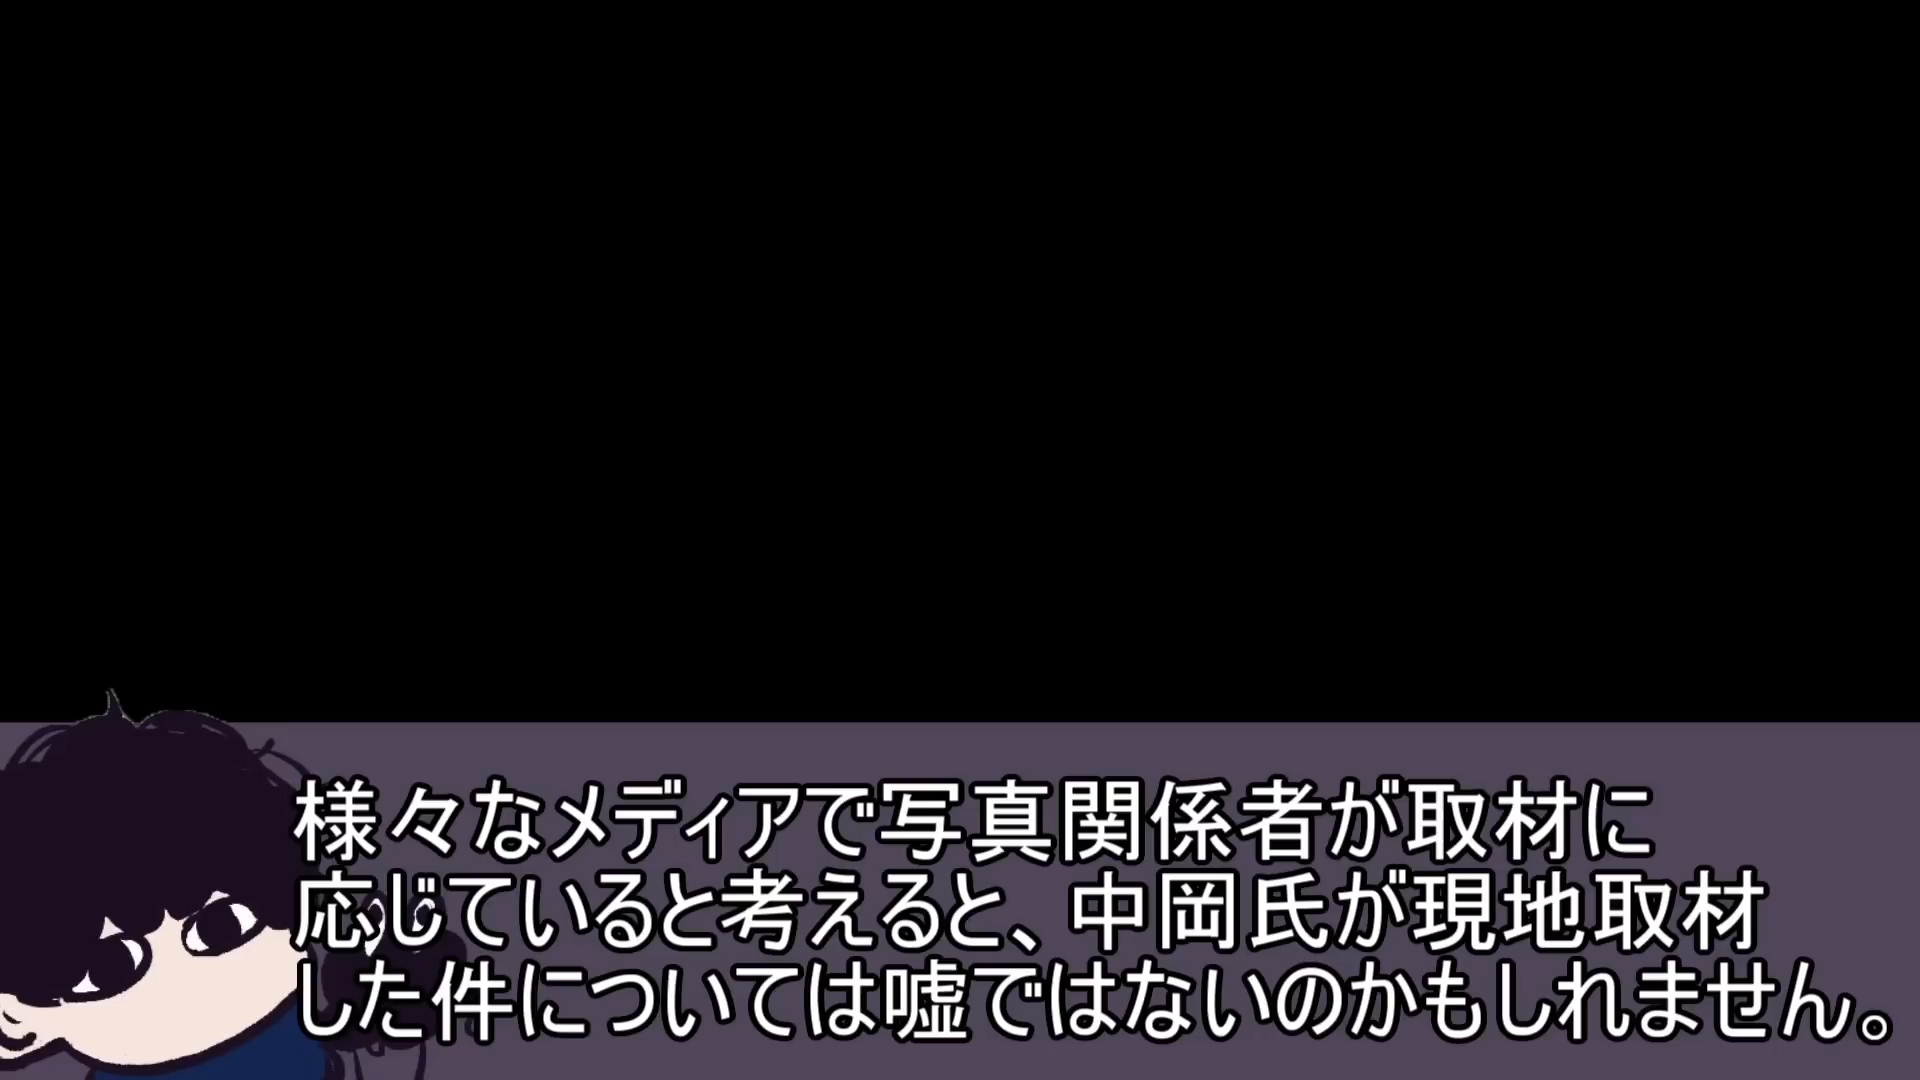 様々なメディアで写真関係者が取材に
応じていると考えると、中岡氏が現地取材
した件については嘘ではないのかもしれません。